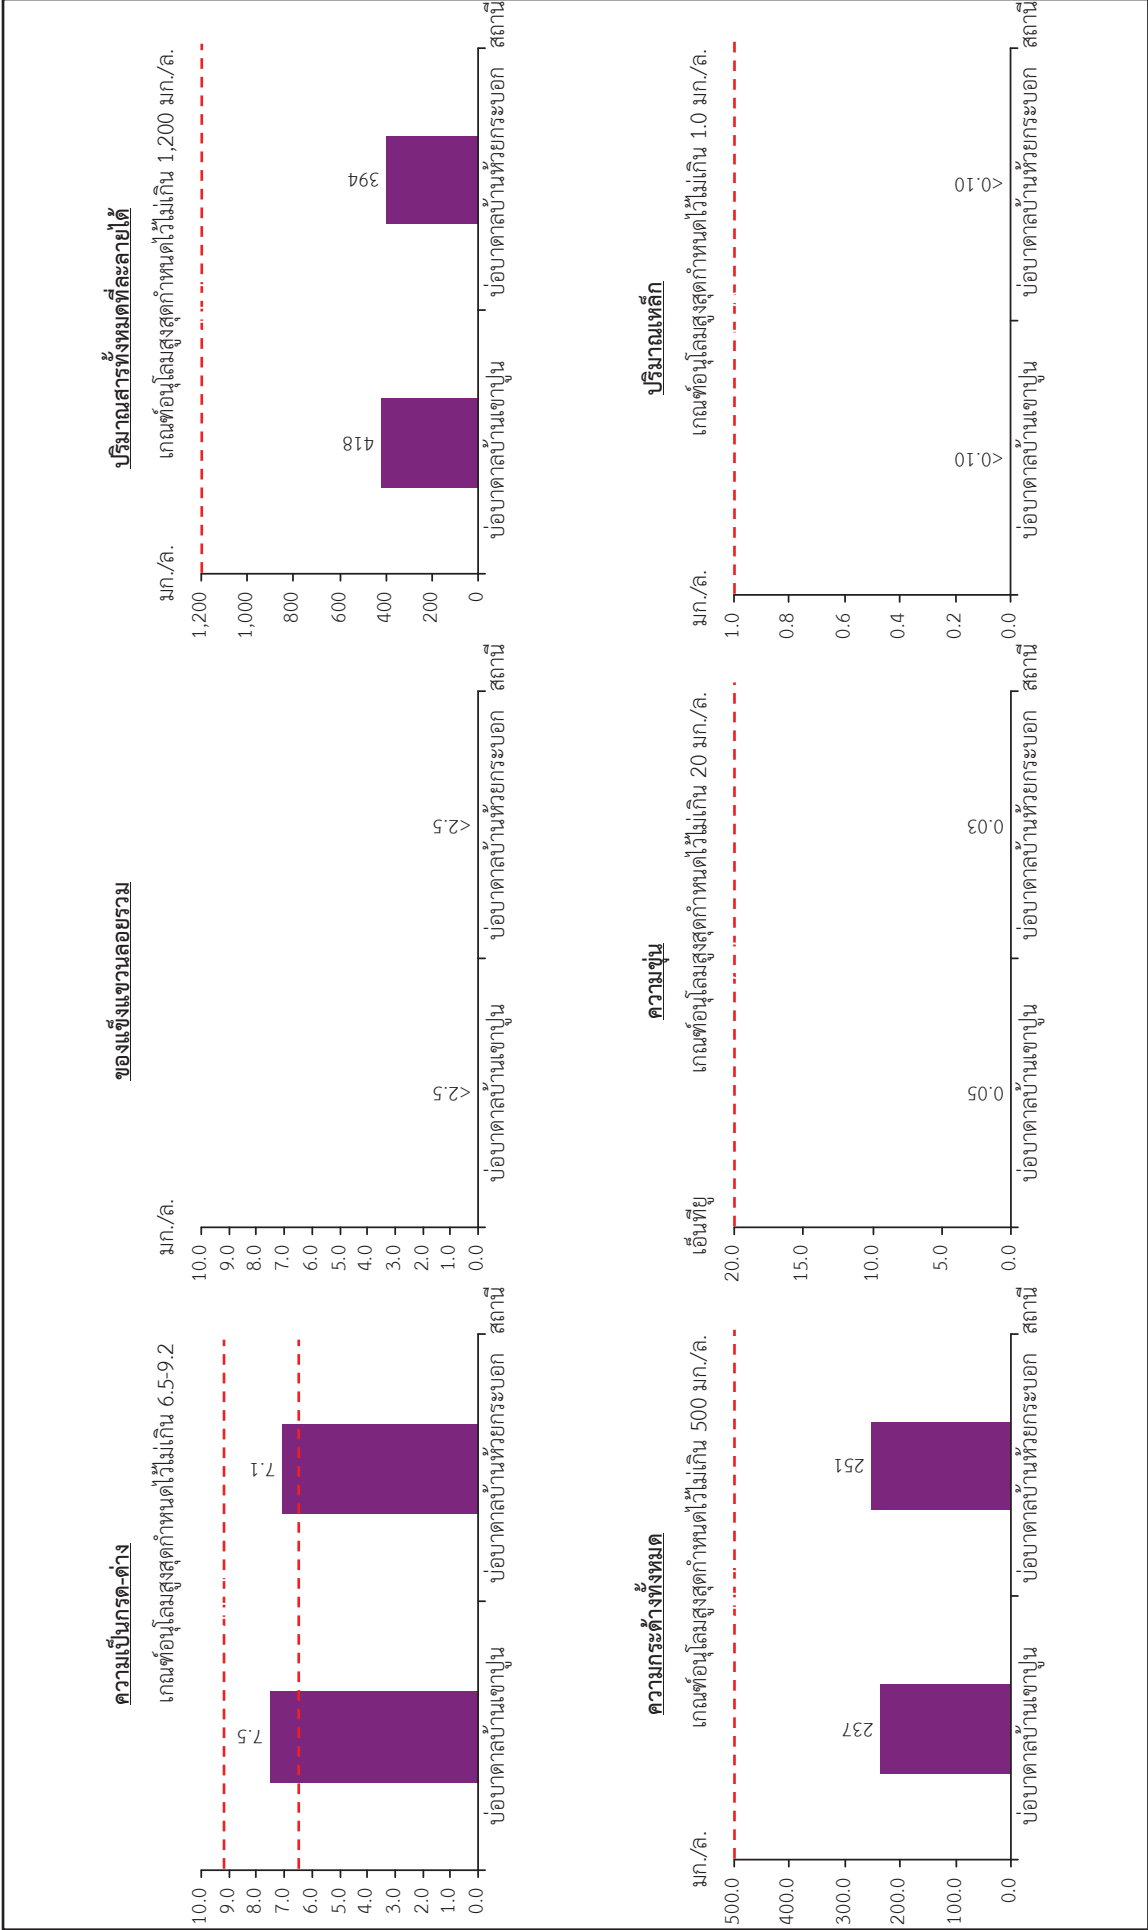 ความเป็นกรด-ด่าง
เกณฑ์อนุโลมสูงสุดกำหนดไว้ไม่เกิน 6.5-9.2
10.0
9.0
8.0
7.0
6.0
5.0
4.0
3.0
2.0
1.0
0.0
7.5
7.1
บ่อบาดาลบ้านเขาปูน
บ่อบาดาลบ้านห้วยกระบอก
สถานี
ของแข็งแขวนลอยรวม
มก./ล.
10.0
9.0
8.0
7.0
6.0
5.0
4.0
3.0
2.0
1.0
0.0
<2.5
<2.5
บ่อบาดาลบ้านเขาปูน
บ่อบาดาลบ้านห้วยกระบอก
สถานี
ปริมาณสารทั้งหมดที่ละลายได้
มก./ล.
เกณฑ์อนุโลมสูงสุดกำหนดไว้ไม่เกิน 1,200 มก./ล.
1,200
1,000
800
600
400
200
0
418
394
บ่อบาดาลบ้านเขาปูน
บ่อบาดาลบ้านห้วยกระบอก
สถานี
ความกระด้างทั้งหมด
มก./ล.
เกณฑ์อนุโลมสูงสุดกำหนดไว้ไม่เกิน 500 มก./ล.
500.0
400.0
300.0
200.0
100.0
0.0
237
251
บ่อบาดาลบ้านเขาปูน
บ่อบาดาลบ้านห้วยกระบอก
สถานี
ความขุ่น
เอ็นทียู
เกณฑ์อนุโลมสูงสุดกำหนดไว้ไม่เกิน 20 มก./ล.
20.0
15.0
10.0
5.0
0.0
0.05
0.03
บ่อบาดาลบ้านเขาปูน
บ่อบาดาลบ้านห้วยกระบอก
สถานี
ปริมาณเหล็ก
มก./ล.
เกณฑ์อนุโลมสูงสุดกำหนดไว้ไม่เกิน 1.0 มก./ล.
1.0
0.8
0.6
0.4
0.2
0.0
<0.10
<0.10
บ่อบาดาลบ้านเขาปูน
บ่อบาดาลบ้านห้วยกระบอก
สถานี